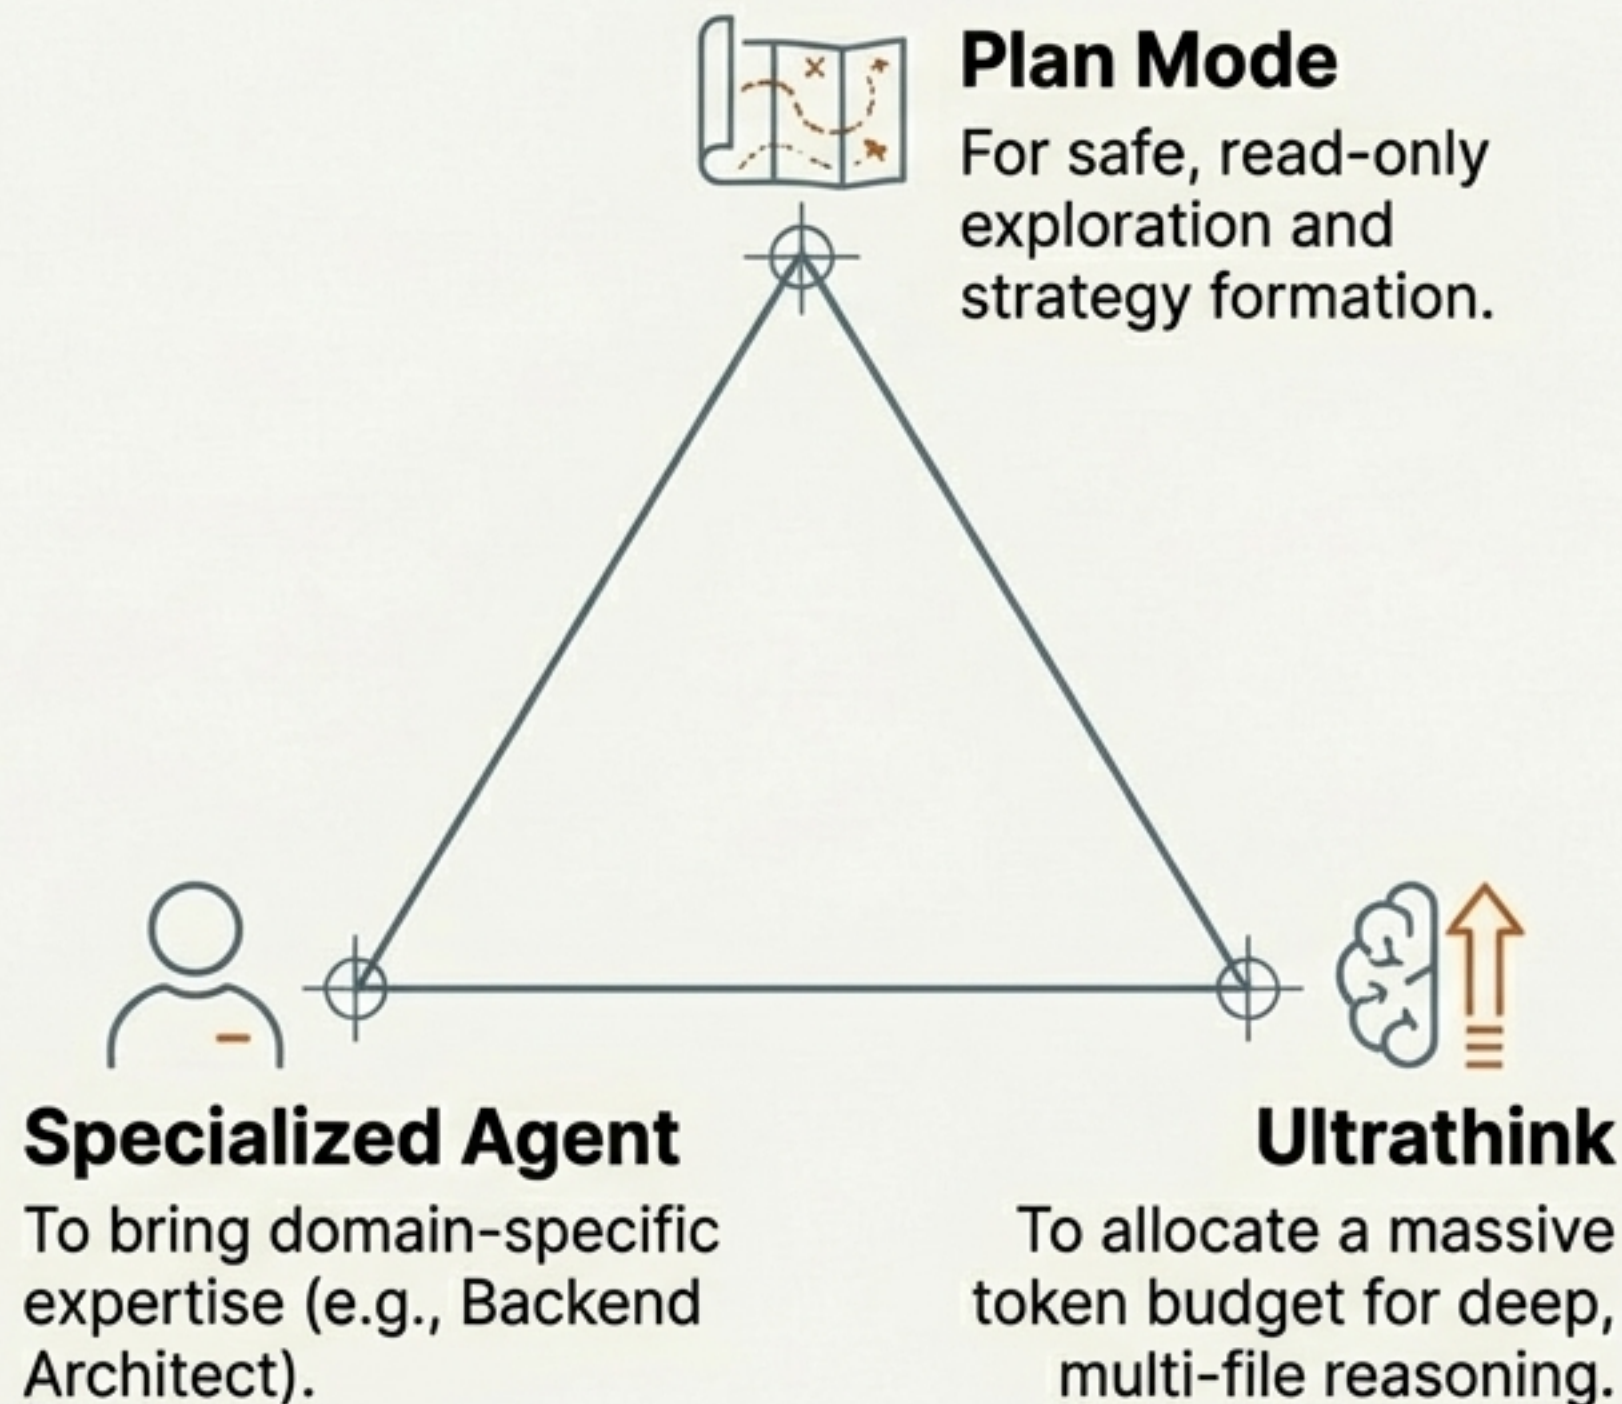 Plan Mode
For safe, read-only
exploration and
strategy formation.
Specialized Agent
To bring domain-specific
expertise (e.g., Backend
Architect).
Ultrathink
To allocate a massive
token budget for deep,
multi-file reasoning.